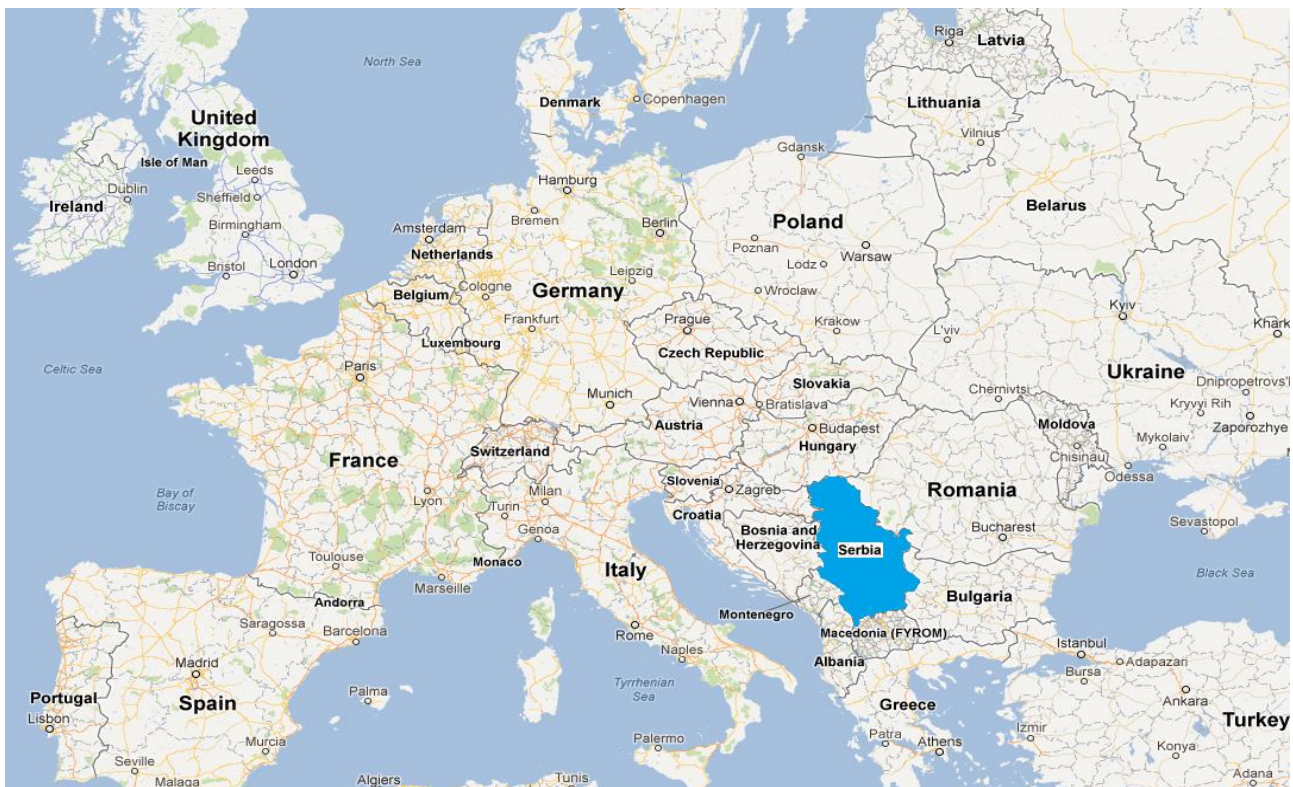 Riga
Latvia
North Sea
Denmark
Copenhagen
Lithuania
Vilnius
United
Kingdom
Isle of Man
Leeds
Gdansk
Hamburg
Dublin
Sheffield
Ireland
Belarus
Bremen
Berlin
Poland
Birmingham
Amsterdam
Netherlands
Poznan
Warsaw
Lodz
Bristol
London
Leipzig
Belgium
Cologne
Germany
Wroclaw
Kyiv
Frankfurt
Prague
Krakow
L'viv
Khark
Luxembourg
Czech Republic
Celtic Sea
Paris
Slovakia
Ukraine
Dnipropetrovs'l
Munich
Vienna
Bratislava
Chernivtsi
Kryvyi Rih
Austria
Budapest
Moldova
Zaporozhye
Switzerland
Hungary
Mykolaiv
Chisinau
France
Odessa
Slovenia
Zagreb
Romania
Bay of
Biscay
Lyon
Milan
Turin
Croatia
Sevastopol
Genoa
Bosnia and
Herzegovina
Bucharest
Serbia
Toulouse
Monaco
Italy
Black Sea
Marseille
Andorra
Bulgaria
Montenegro
Saragossa
Rome
Macedonia (FYROM)
Barcelona
Istanbul
Naples
Albania
Adapazari
Madrid
Bursa
Tyrrhenian
Sea
Palma
Portugal
Spain
Ankara
Greece
Lisbon
Turkey
Izmir
Patra
Athens
Murcia
Palermo
Konya
Seville
Malaga
Algiers
Tunis
Adana